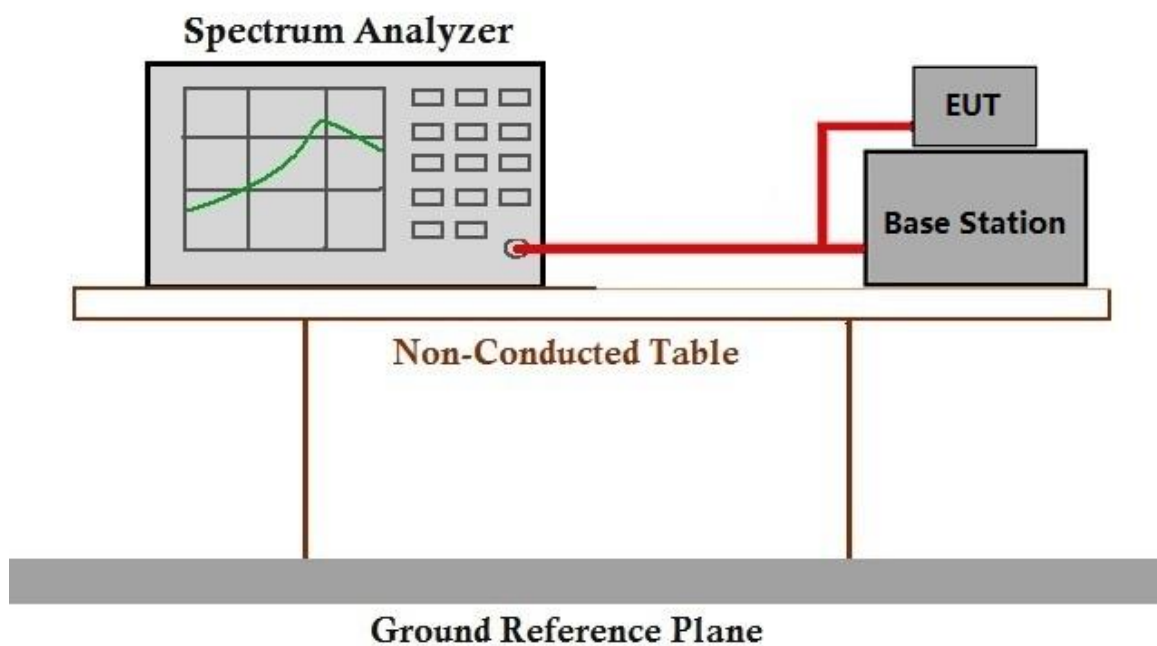 Spectrum Analyzer
EUT
Base Station
Non-Conducted Table
Ground Reference Plane